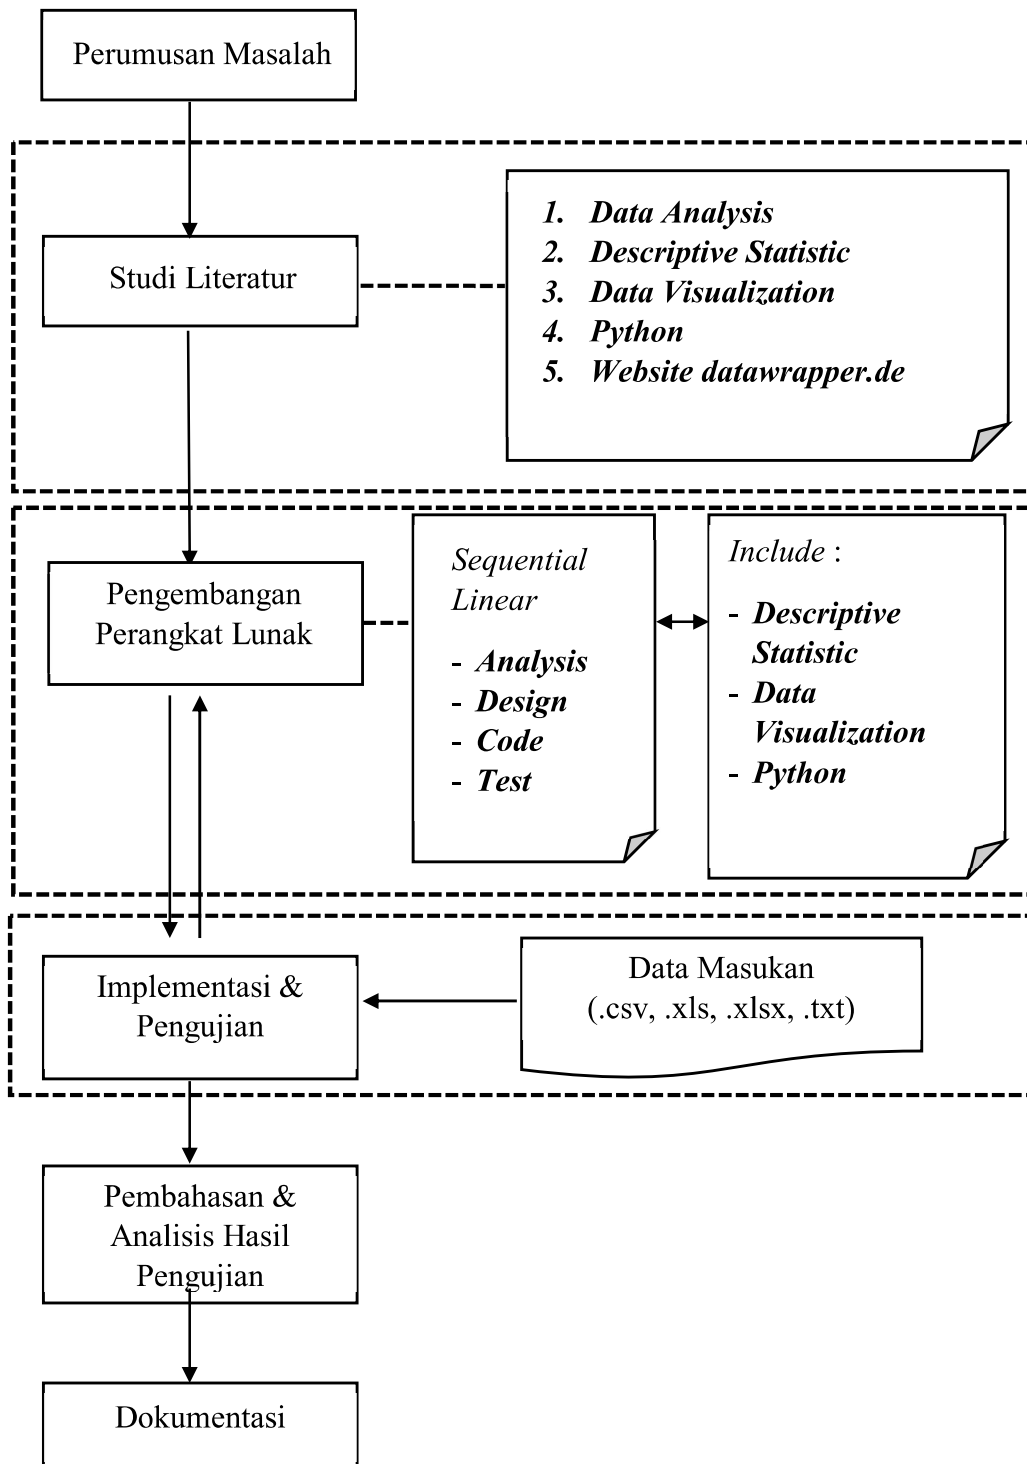 Perumusan Masalah
Studi Literatur
1. Data Analysis
2. Descriptive Statistic
3. Data Visualization
4. Python
5. Website datawrapper.de
Pengembangan
Perangkat Lunak
Sequential
Linear
- Analysis
- Design
- Code
- Test
Include :
- Descriptive
Statistic
- Data
Visualization
- Python
Implementasi &
Pengujian
Data Masukan
(.csv, .xls, .xlsx, .txt)
Pembahasan &
Analisis Hasil
Pengujian
Dokumentasi